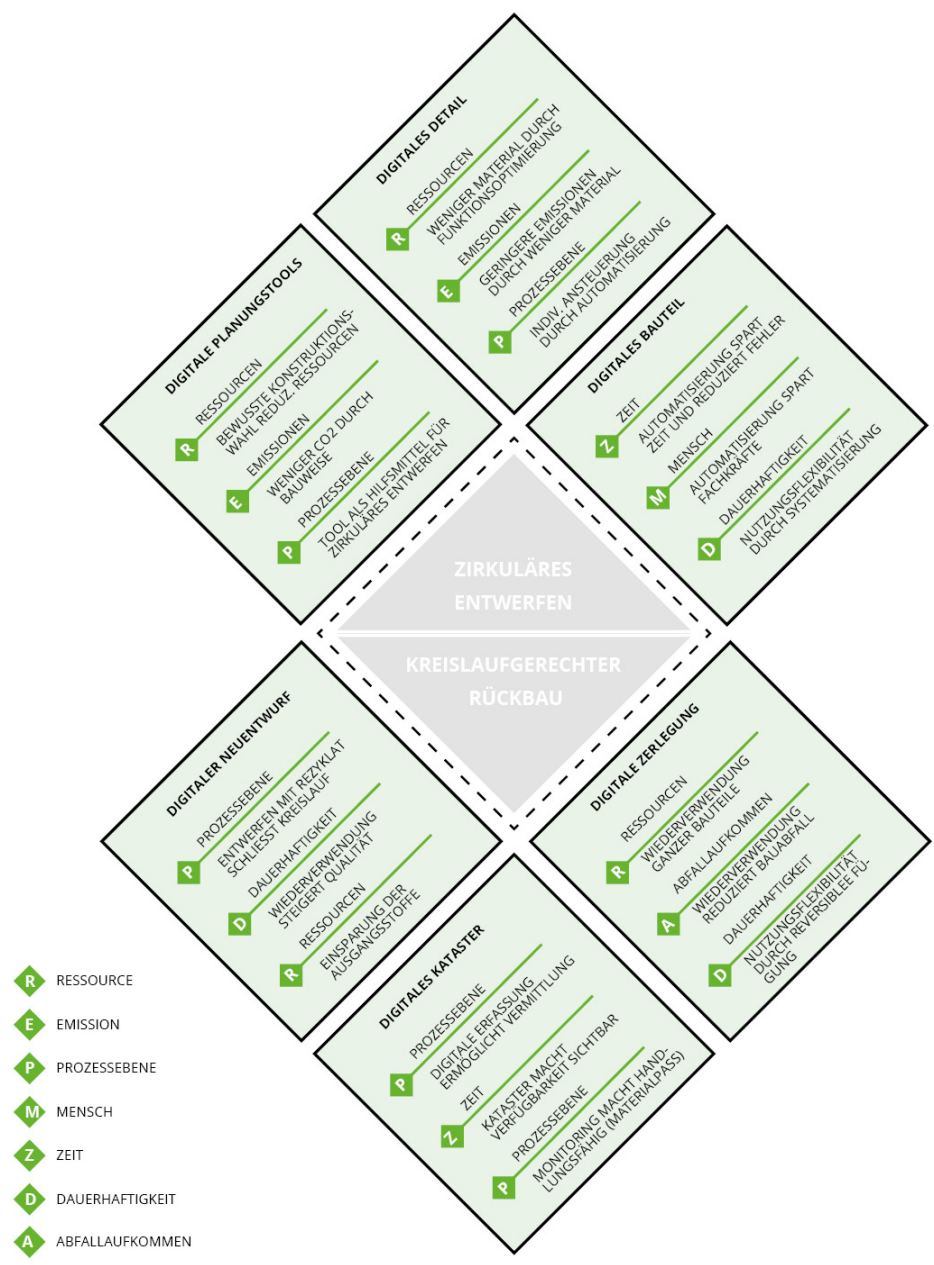 DIGITALES DETAIL
R
RESSOURCEN
WENIGER MATERIAL DURCH
FUNKTIONSOPTIMIERUNG
E
EMISSIONEN
GERINGERE EMISSIONEN
DURCH WENIGER MATERIAL
P
PROZESSEBENE
INDIV. ANSTEUERUNG
DURCH AUTOMATISIERUNG
DIGITALE PLANUNGSTOOLS
R
RESSOURCEN
BEWUSSTE KONSTRUKTIONS-
WAHL REDUZ. RESSOURCEN
E
EMISSIONEN
WENIGER CO2 DURCH
BAUWEISE
P
PROZESSEBENE
TOOL ALS HILFSMITTEL FÜR
ZIRKULÄRES ENTWERFEN
DIGITALES BAUTEIL
Z
ZEIT
AUTOMATISIERUNG SPART
ZEIT UND REDUZIERT FEHLER
M
MENSCH
AUTOMATISIERUNG SPART
FACHKRÄFTE
D
DAUERHAFTIGKEIT
NUTZUNGSFLEXIBILITÄT
DURCH SYSTEMATISIERUNG
ZIRKULÄRES
ENTWERFEN
KREISLAUFGERECHTER
RÜCKBAU
DIGITALER NEUENTWURF
P
PROZESSEBENE
ENTWERFEN MIT REZYKLAT
SCHLIESST KREISLAUF
D
DAUERHAFTIGKEIT
WIEDERVERWENDUNG
STEIGERT QUALITÄT
R
RESSOURCEN
EINSPARUNG DER
AUSGANGSSTOFFE
DIGITALE ZERLEGUNG
R
RESSOURCEN
WIEDERVERWENDUNG
GANZER BAUTEILE
A
ABFALLAUFKOMMEN
WIEDERVERWENDUNG
REDUZIERT BAUABFALL
D
DAUERHAFTIGKEIT
NUTZUNGSFLEXIBILITÄT
DURCH REVERSIBLEE FÜ-
GUNG
DIGITALES KATASTER
P
PROZESSEBENE
DIGITALE ERFASSUNG
ERMÖGLICHT VERMITTLUNG
Z
ZEIT
KATASTER MACHT
VERFÜGBARKEIT SICHTBAR
P
PROZESSEBENE
MONITORING MACHT HAND-
LUNGSFÄHIG (MATERIALPASS)
R RESSOURCE
E EMISSION
P PROZESSEBENE
M MENSCH
Z ZEIT
D DAUERHAFTIGKEIT
A ABFALLAUFKOMMEN